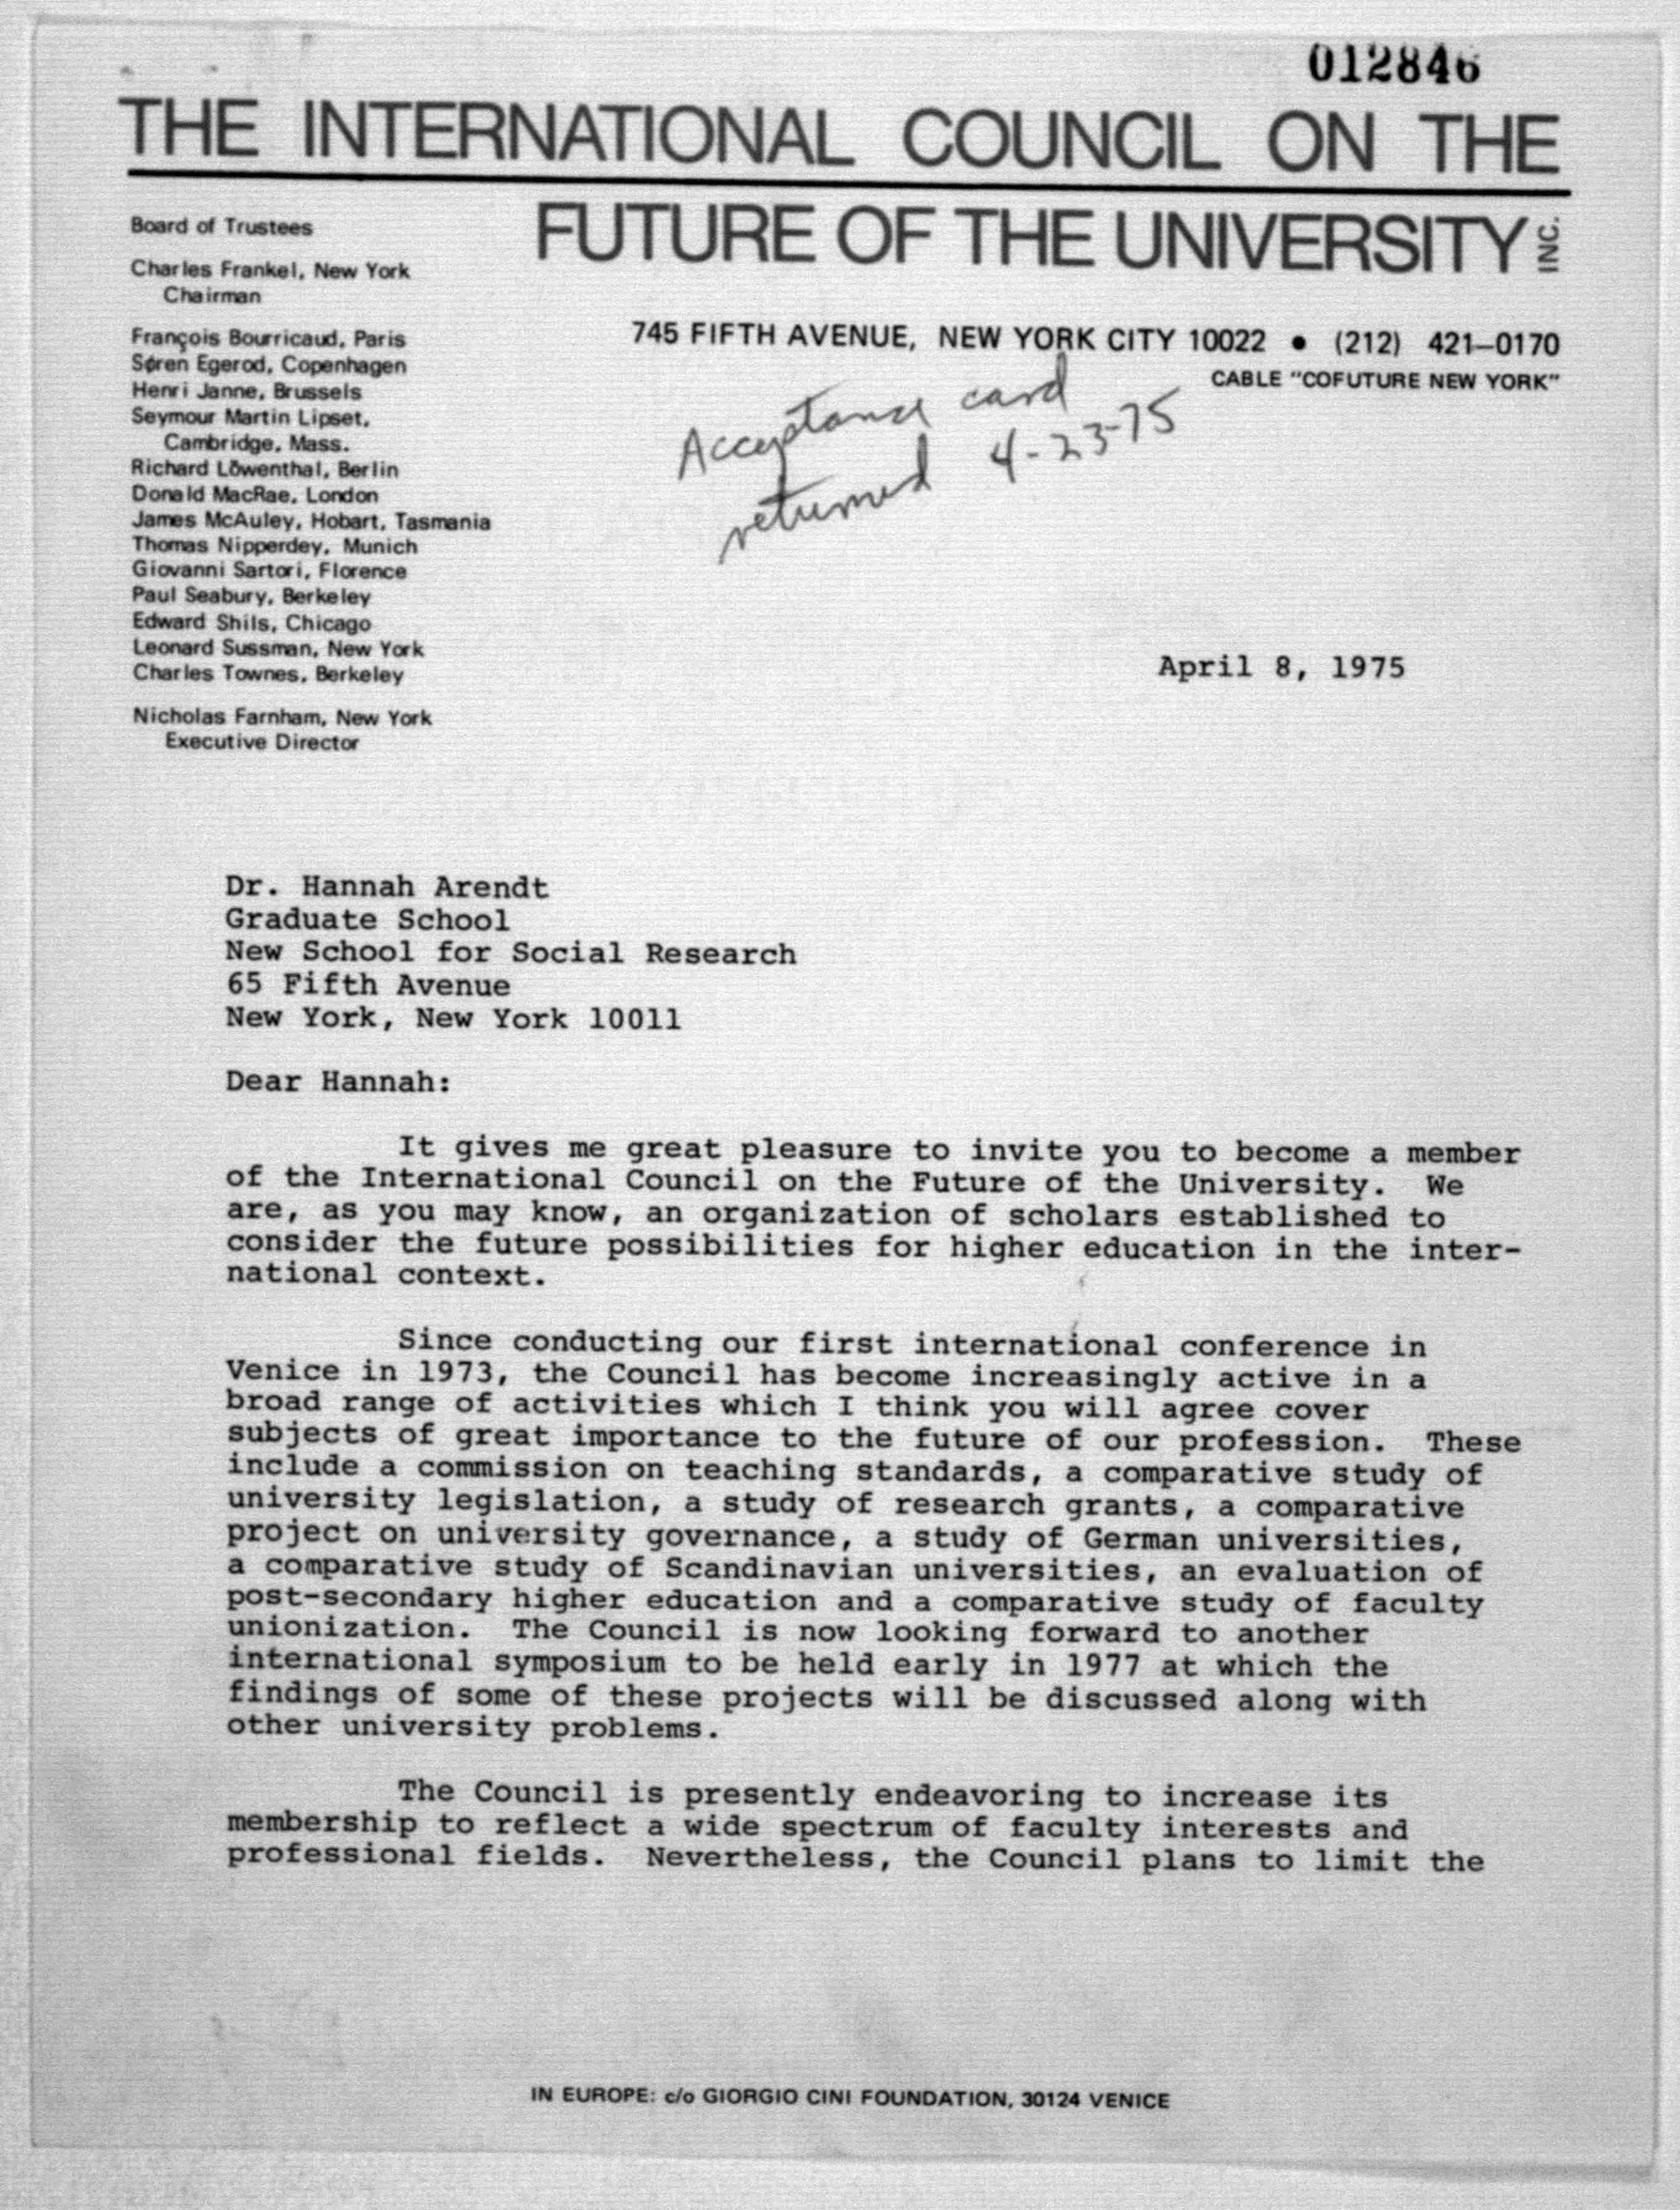 012846
THE INTERNATIONAL COUNCIL ON THE
FUTURE OF THE UNIVERSITY INC.
Board of Trustees
Charles Frankel, New York
Chairman
François Bourricaud, Paris
Søren Egerod, Copenhagen
Henri Janne, Brussels
Seymour Martin Lipset,
Cambridge, Mass.
Richard Löwenthal, Berlin
Donald MacRae, London
James McAuley, Hobart, Tasmania
Thomas Nipperdey, Munich
Giovanni Sartori, Florence
Paul Seabury, Berkeley
Edward Shils, Chicago
Leonard Sussman, New York
Charles Townes, Berkeley
Nicholas Farnham, New York
Executive Director
745 FIFTH AVENUE, NEW YORK CITY 10022 • (212) 421–0170
CABLE "COFUTURE NEW YORK"
Acceptance card
returned 4-23-75
April 8, 1975
Dr. Hannah Arendt
Graduate School
New School for Social Research
65 Fifth Avenue
New York, New York 10011
Dear Hannah:
It gives me great pleasure to invite you to become a member
of the International Council on the Future of the University. We
are, as you may know, an organization of scholars established to
consider the future possibilities for higher education in the inter-
national context.
Since conducting our first international conference in
Venice in 1973, the Council has become increasingly active in a
broad range of activities which I think you will agree cover
subjects of great importance to the future of our profession. These
include a commission on teaching standards, a comparative study of
university legislation, a study of research grants, a comparative
project on university governance, a study of German universities,
a comparative study of Scandinavian universities, an evaluation of
post-secondary higher education and a comparative study of faculty
unionization. The Council is now looking forward to another
international symposium to be held early in 1977 at which the
findings of some of these projects will be discussed along with
other university problems.
The Council is presently endeavoring to increase its
membership to reflect a wide spectrum of faculty interests and
professional fields. Nevertheless, the Council plans to limit the
IN EUROPE: c/o GIORGIO CINI FOUNDATION, 30124 VENICE